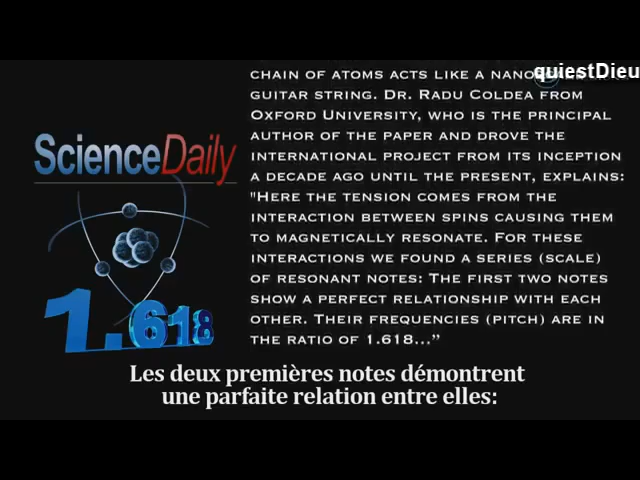 quiestDieu
CHAIN OF ATOMS ACTS LIKE A
GUITAR STRING. DR. RADU COLDEA FROM
OXFORD UNIVERSITY, WHO IS THE PRINCIPAL
AUTHOR OF THE PAPER AND DROVE THE
INTERNATIONAL PROJECT FROM ITS INCEPTION
A DECADE AGO UNTIL THE PRESENT, EXPLAINS:
"HERE THE TENSION COMES FROM THE
INTERACTION BETWEEN SPINS CAUSING THEM
TO MAGNETICALLY RESONATE. FOR THESE
INTERACTIONS WE FOUND A SERIES (SCALE)
OF RESONANT NOTES: THE FIRST TWO NOTES
SHOW A PERFECT RELATIONSHIP WITH EACH
OTHER. THEIR FREQUENCIES (PITCH) ARE IN
THE RATIO OF 1.618…”
ScienceDaily
1.618
Les deux premières notes démontrent
une parfaite relation entre elles: